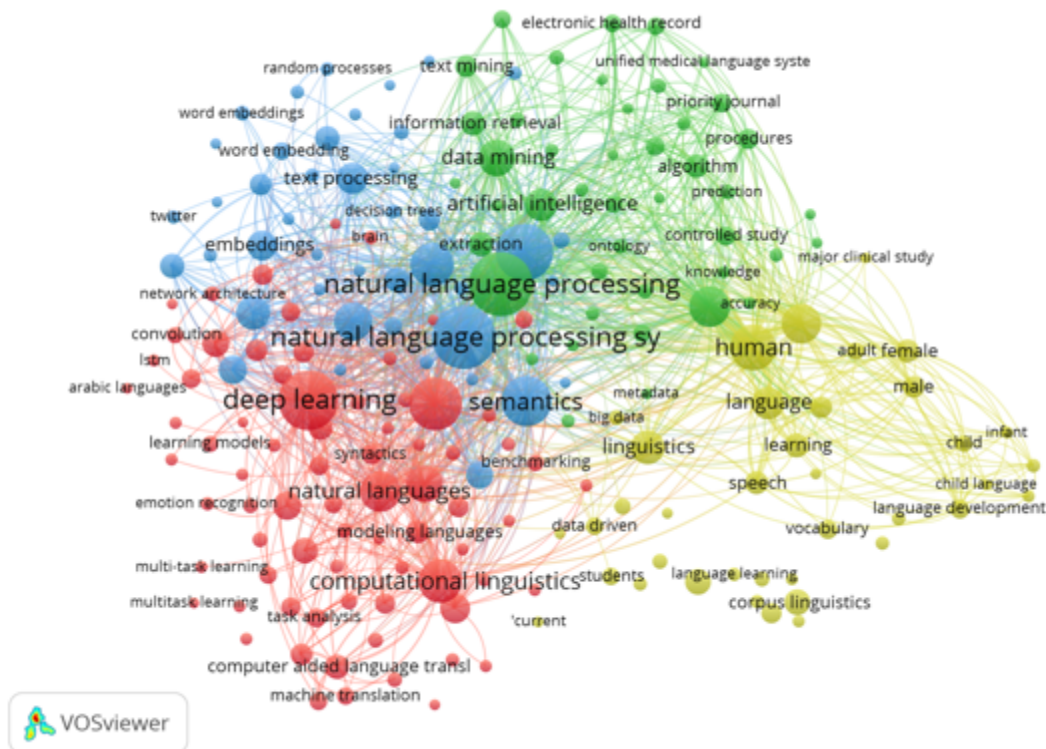 electronic health record
text mining
unified medical language syste
random processes
priority journal
word embeddings
information retrieval
procedures
word embedding
data mining
algorithm
text processing
prediction
artificial intelligence
decision trees
twitter
brain
controlled study
embeddings
extraction
ontology
major clinical study
knowledge
natural language processing
network architecture
accuracy
convolution
natural language processing sy
human
adult
female
lstm
arabic languages
male
metadata
deep learning
semantics
language
big data
infant
learning models
linguistics
learning
child
syntactics
benchmarking
speech
child language
natural languages
emotion recognition
language development
data driven
vocabulary
modeling languages
multi-task learning
computational linguistics
students
language learning
multitask learning
corpus linguistics
task analysis
'current
computer aided language transl
machine translation
VOSviewer